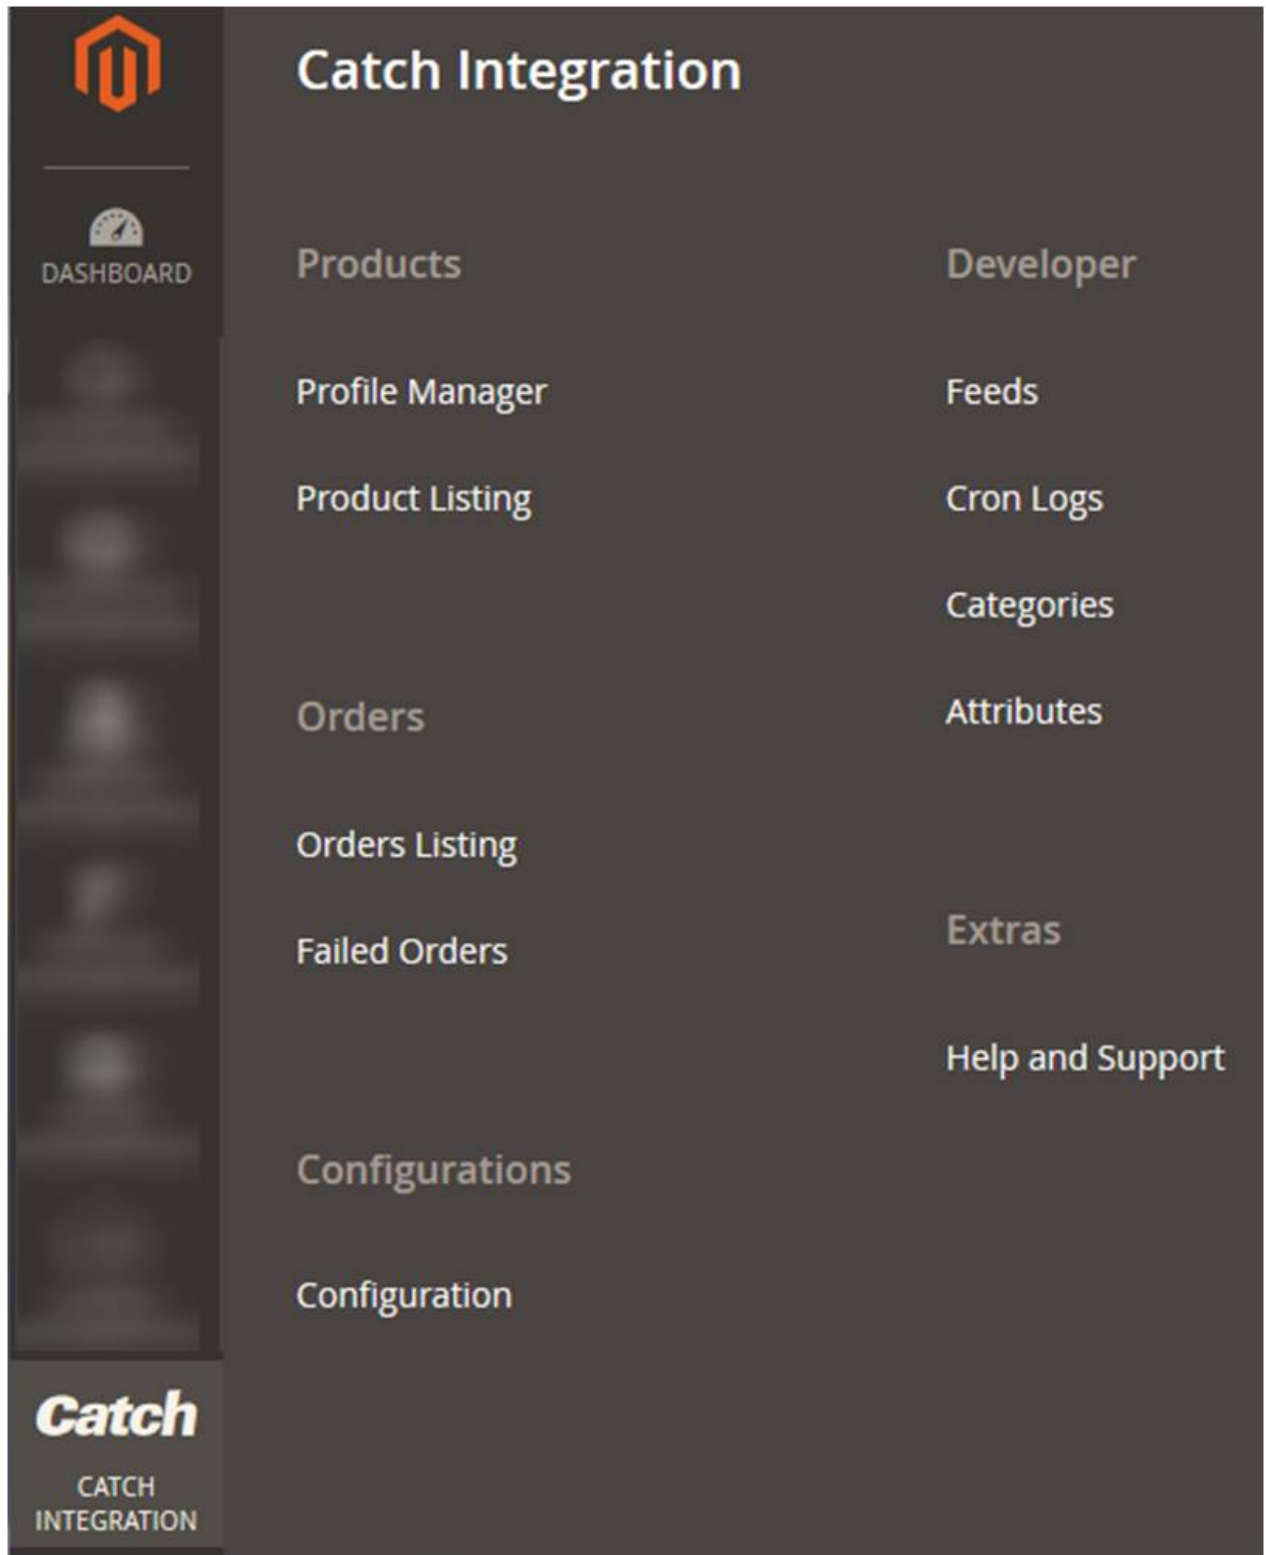 Catch Integration
DASHBOARD
Products
Profile Manager
Product Listing
Orders
Orders Listing
Failed Orders
Configurations
Configuration
Developer
Feeds
Cron Logs
Categories
Attributes
Extras
Help and Support
Catch
CATCH
INTEGRATION